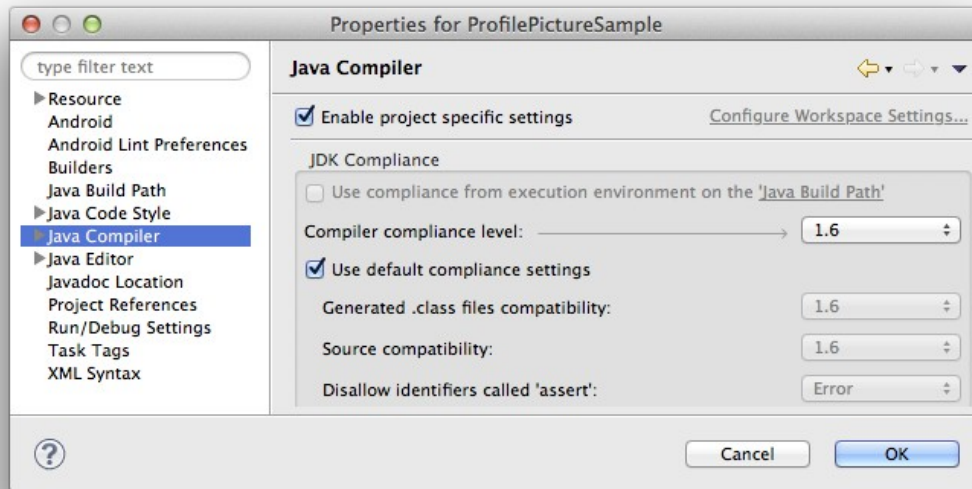 Properties for ProfilePictureSample
type filter text
Resource
Android
Android Lint Preferences
Builders
Java Build Path
Java Code Style
Java Compiler
Java Editor
Javadoc Location
Project References
Run/Debug Settings
Task Tags
XML Syntax
Java Compiler
Enable project specific settings
Configure Workspace Settings...
JDK Compliance
Use compliance from execution environment on the 'Java Build Path'
Compiler compliance level: 1.6
Use default compliance settings
Generated .class files compatibility: 1.6
Source compatibility: 1.6
Disallow identifiers called 'assert': Error
?
Cancel
OK